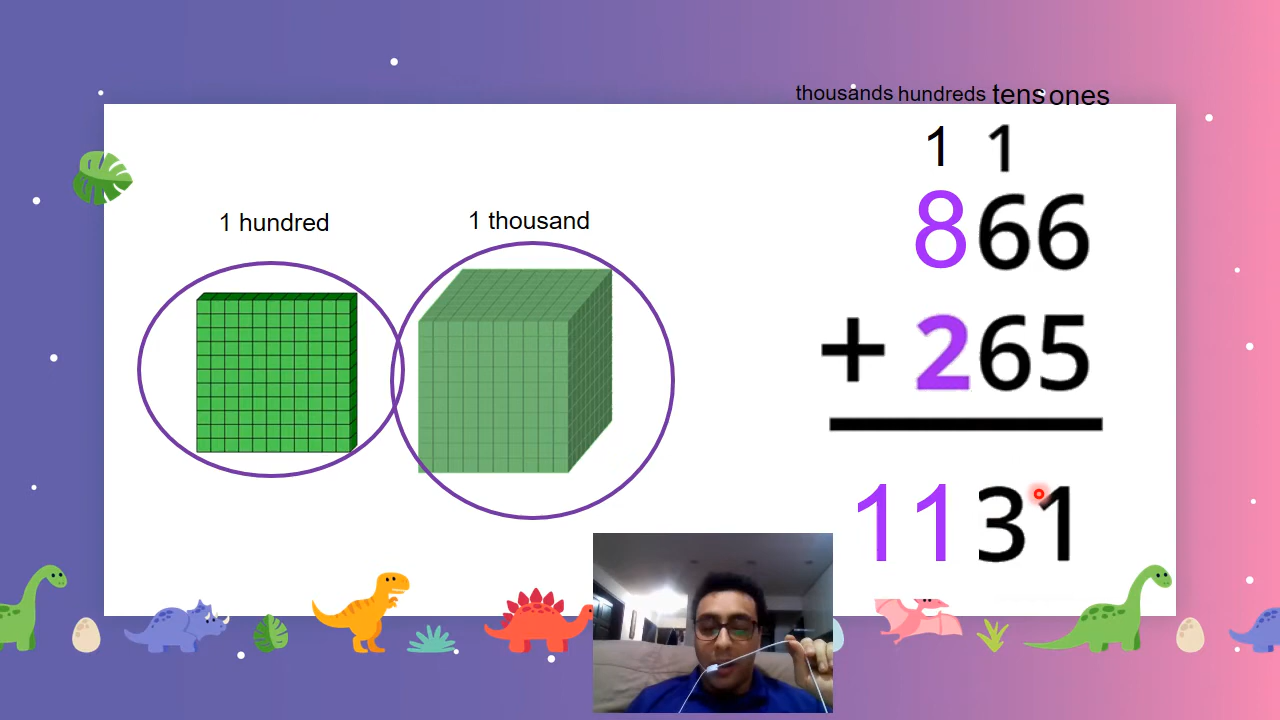 thousands hundreds tens ones
1 1
866
1 hundred 1 thousand
+ 265
1131